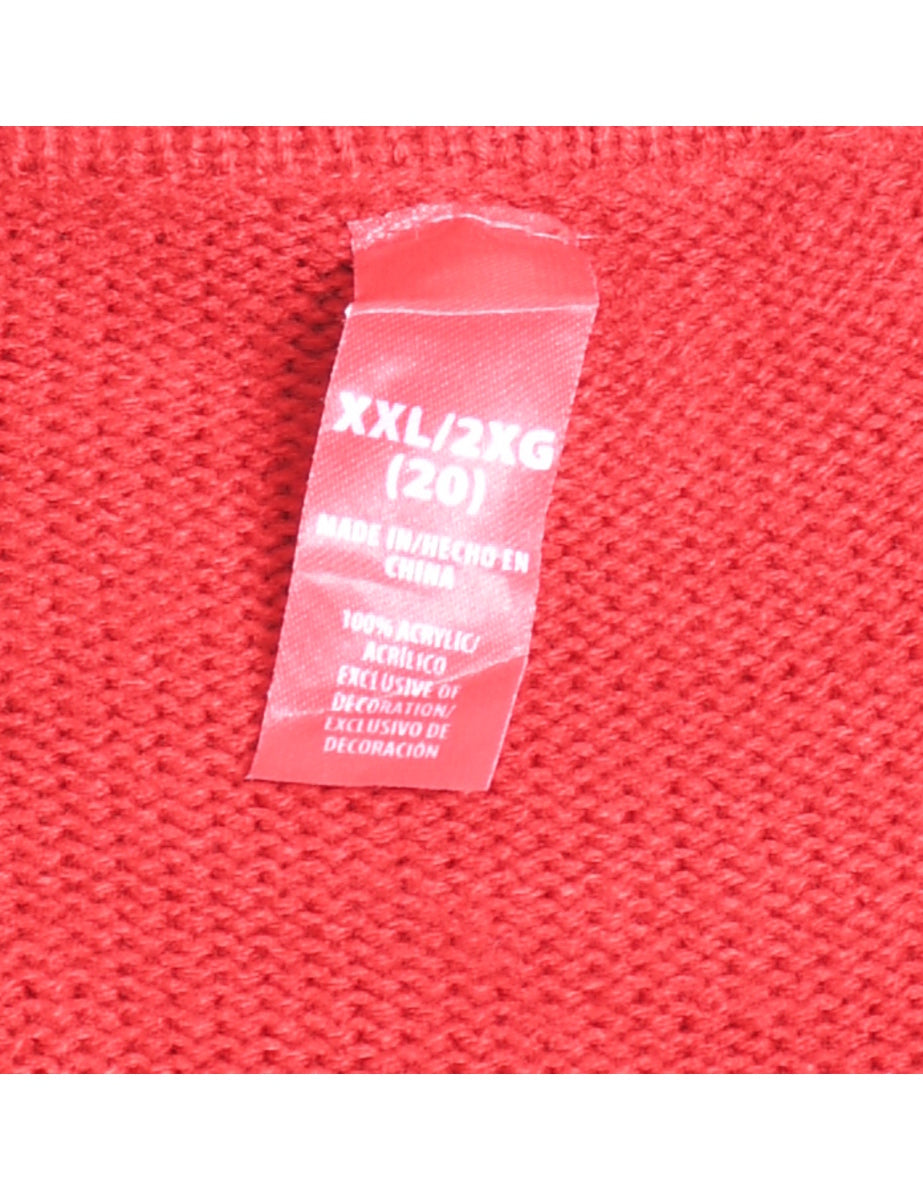 XXL/2XG
(20)
MADE IN/HECHO EN
CHINA
100% ACRYLIC/
ACRÍLICO
EXCLUSIVE OF
DECORATION/
EXCLUSIVO DE
DECORACIÓN